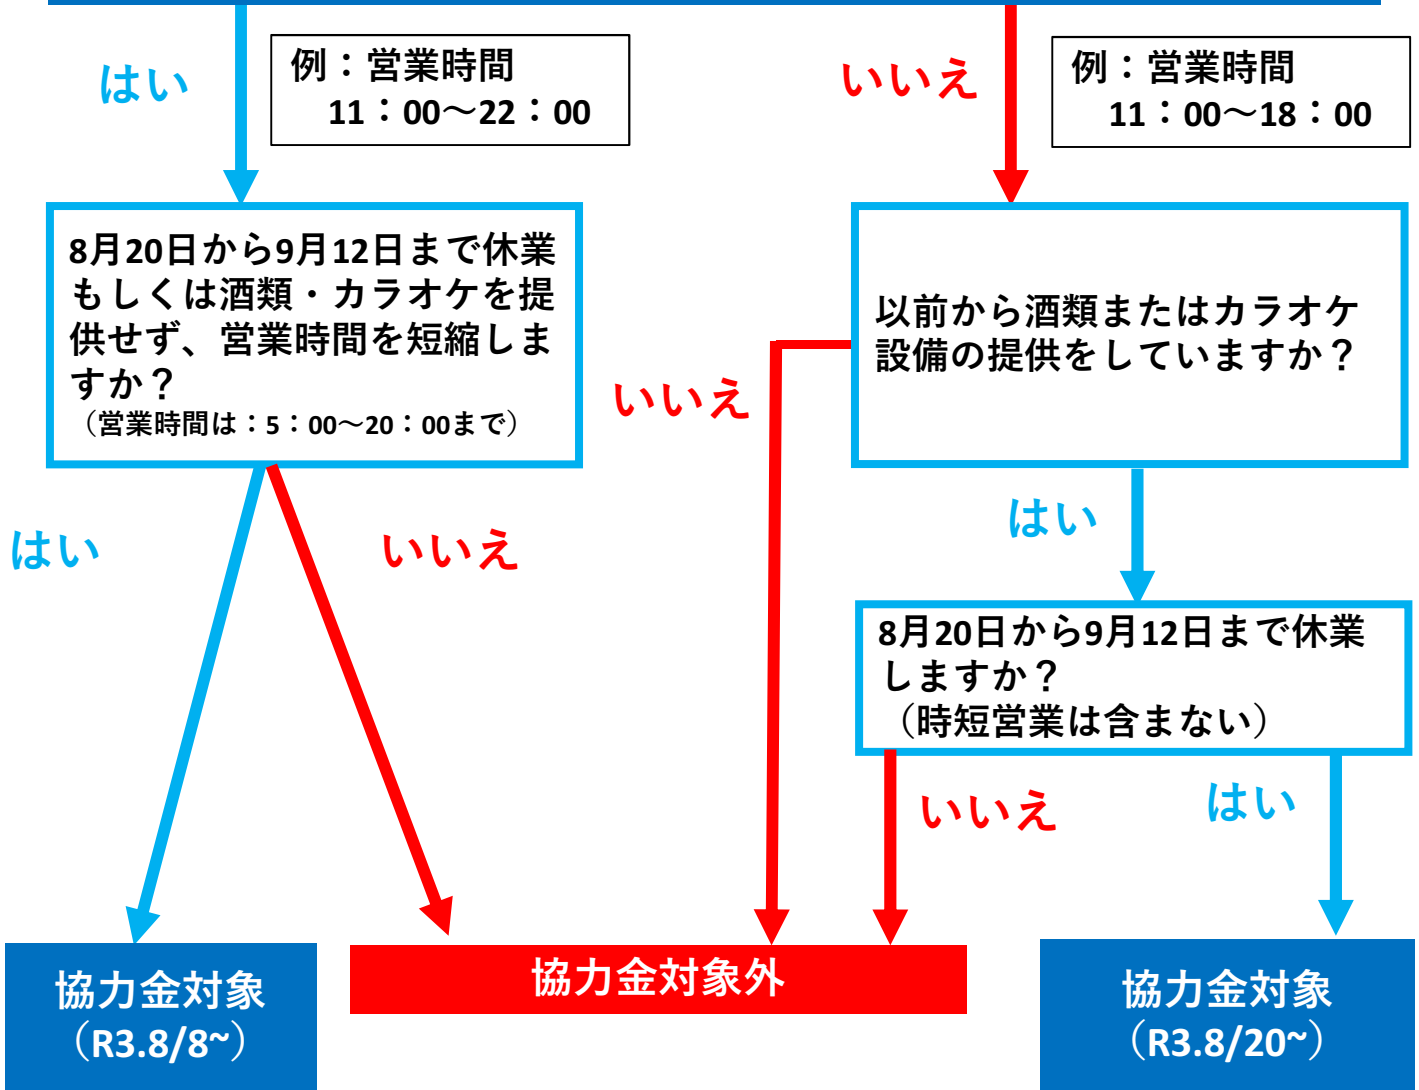 はい
例：営業時間
11：00～22：00
いいえ
例：営業時間
11：00～18：00
8月20日から9月12日まで休業
もしくは酒類・カラオケを提
供せず、営業時間を短縮しま
すか？
（営業時間は：5：00～20：00まで）
以前から酒類またはカラオケ
設備の提供をしていますか？
いいえ
はい
はい
いいえ
8月20日から9月12日まで休業
しますか？
（時短営業は含まない）
いいえ
はい
協力金対象
（R3.8/8~）
協力金対象外
協力金対象
（R3.8/20~）